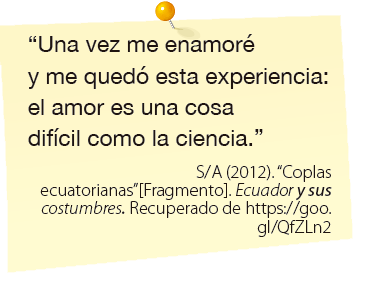 “Una vez me enamoré
y me quedó esta experiencia:
el amor es una cosa
difícil como la ciencia.”
S/A (2012). “Coplas
ecuatorianas”[Fragmento]. Ecuador y sus
costumbres. Recuperado de https://goo.
gl/QfZLn2